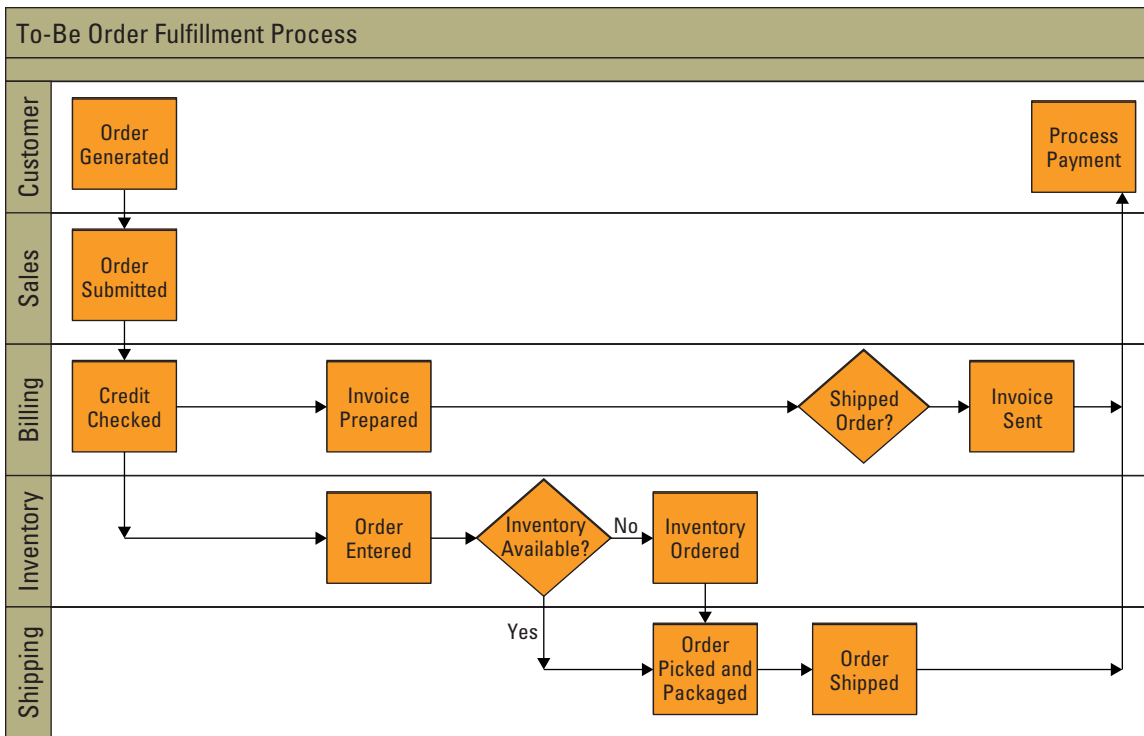 To-Be Order Fulfillment Process
Customer
Order
Generated
Process
Payment
Sales
Order
Submitted
Billing
Credit
Checked
Invoice
Prepared
Shipped
Order?
Invoice
Sent
Inventory
Order
Entered
Inventory
Available?
No
Inventory
Ordered
Yes
Shipping
Order
Picked and
Packaged
Order
Shipped